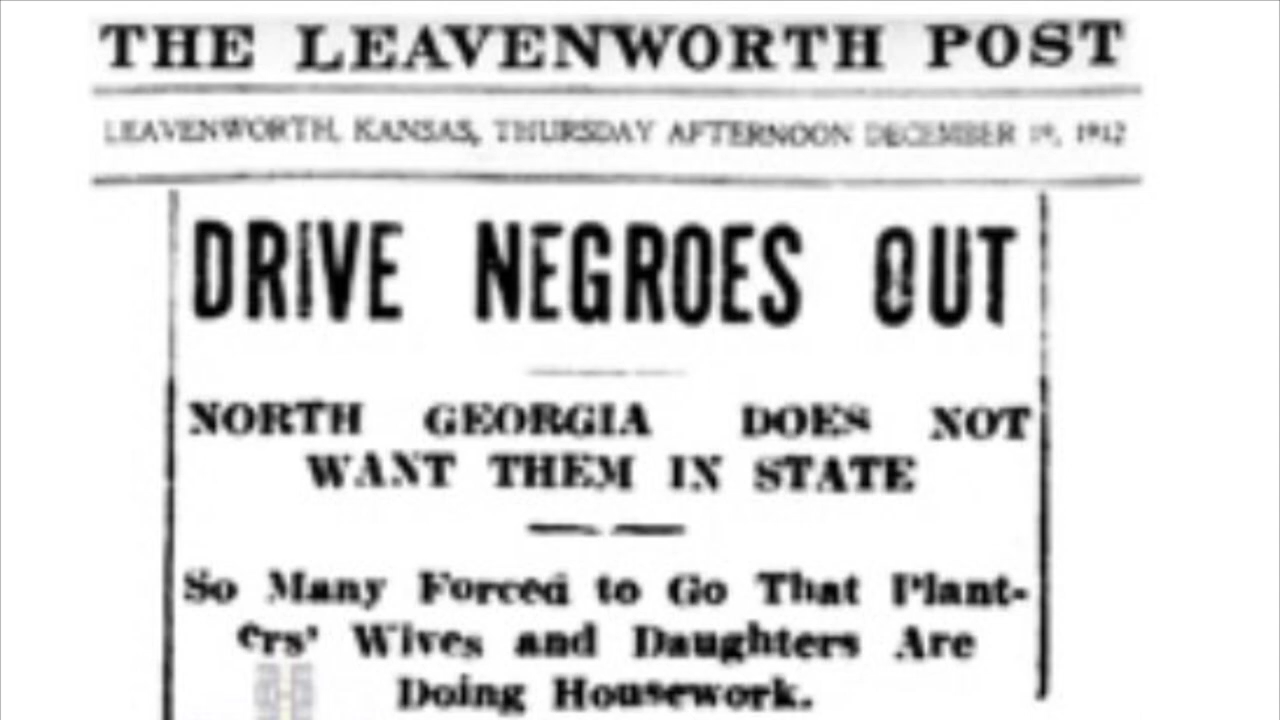 THE LEAVENWORTH POST
LEAVENWORTH, KANSAS, THURSDAY AFTERNOON DECEMBER 19, 1912
DRIVE NEGROES OUT
NORTH GEORGIA DOES NOT
WANT THEM IN STATE
So Many Forced to Go That Plant-
ers' Wives and Daughters Are
Doing Housework.